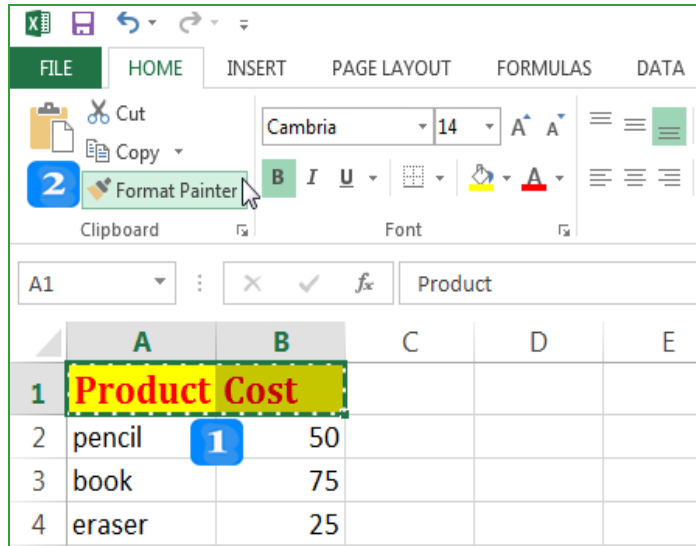 FILE HOME INSERT PAGE LAYOUT FORMULAS DATA
Cut
Copy
2 Format Painter
Clipboard
Cambria 14 A A
B I U A
Font
A1 fx Product
A B C D E
1 Product Cost
2 pencil 1 50
3 book 75
4 eraser 25